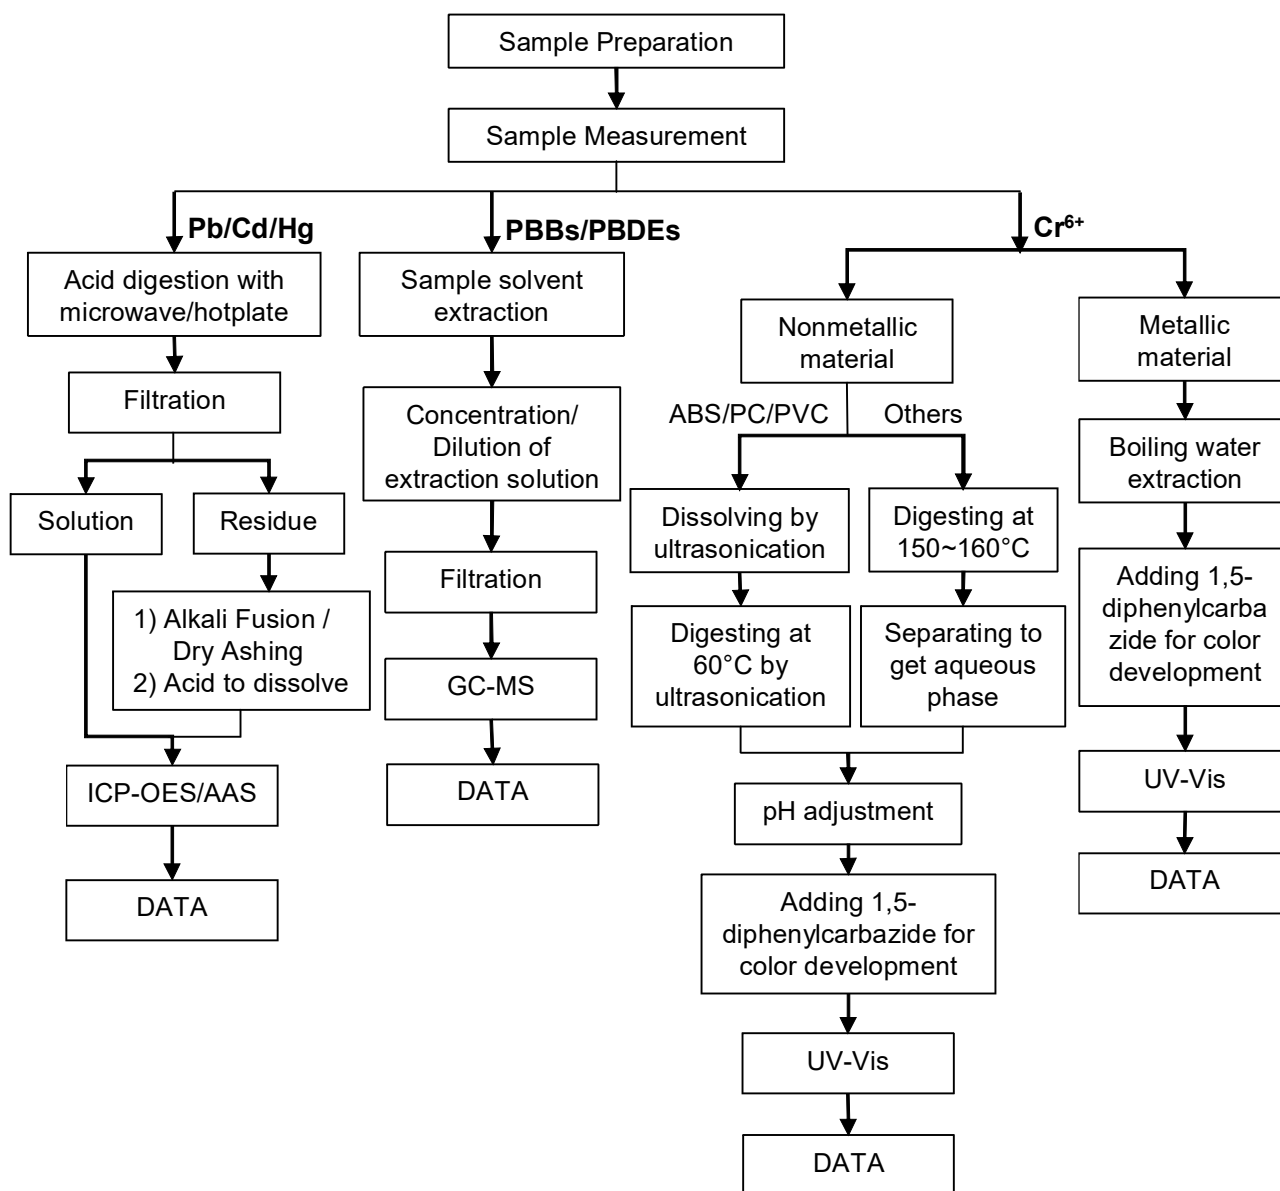 Sample Preparation
Sample Measurement
Pb/Cd/Hg
PBBs/PBDEs
Cr⁶⁺
Acid digestion with
microwave/hotplate
Filtration
Solution
Residue
1) Alkali Fusion /
Dry Ashing
2) Acid to dissolve
ICP-OES/AAS
DATA
Sample solvent
extraction
Concentration/
Dilution of
extraction solution
Filtration
GC-MS
DATA
Nonmetallic
material
ABS/PC/PVC
Others
Dissolving by
ultrasonication
Digesting at
60°C by
ultrasonication
Digesting at
150~160°C
Separating to
get aqueous
phase
pH adjustment
Adding 1,5-
diphenylcarbazide for
color development
UV-Vis
DATA
Metallic
material
Boiling water
extraction
Adding 1,5-
diphenylcarba
zide for color
development
UV-Vis
DATA